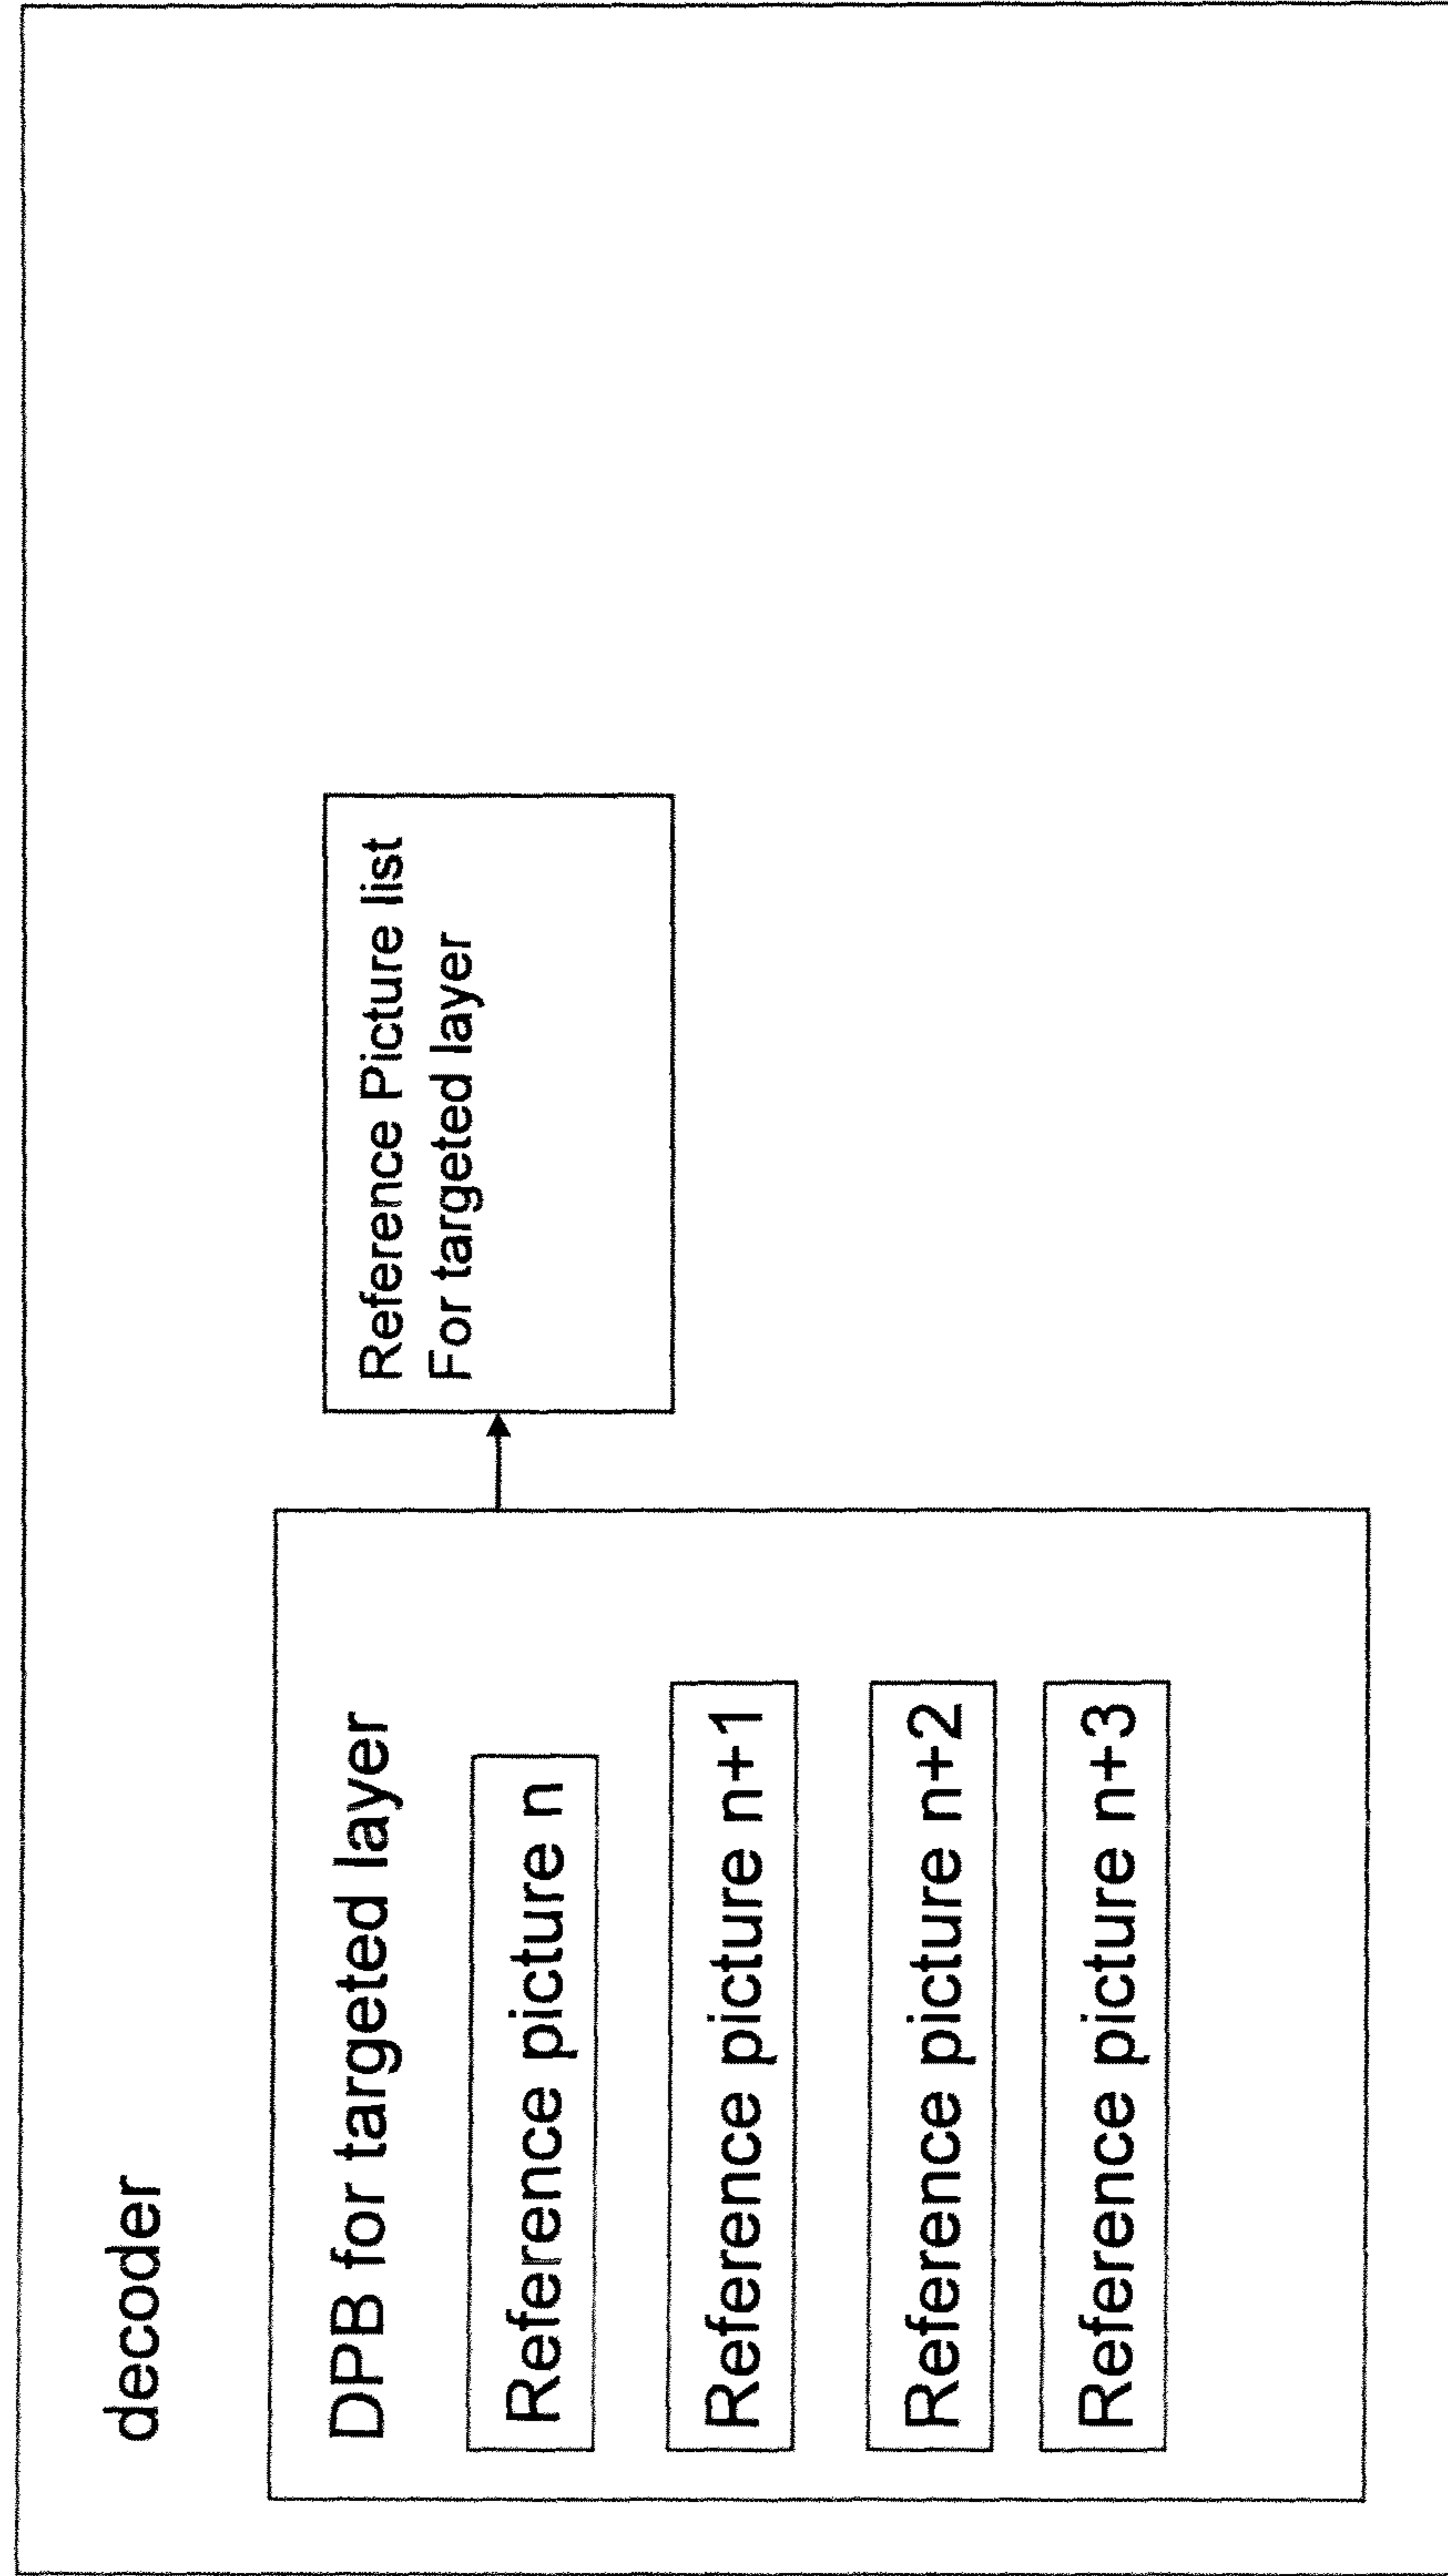 decoder
DPB for targeted layer
Reference picture n
Reference picture n+1
Reference picture n+2
Reference picture n+3
Reference Picture list
For targeted layer